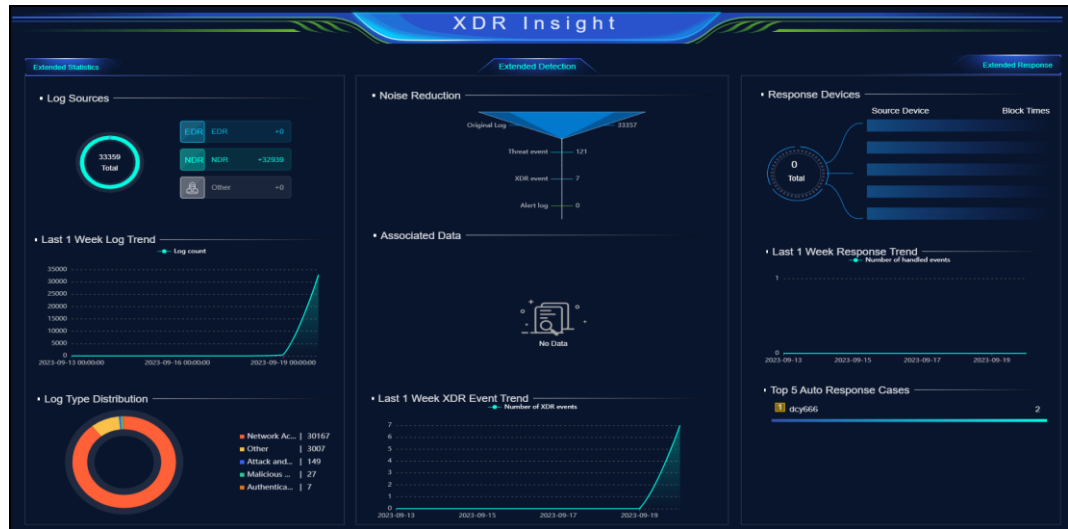 XDR Insight
Extended Statistics
Extended Detection
Extended Response
• Log Sources
33359
Total
EDR EDR +0
NDR NDR +32939
Other +0
• Last 1 Week Log Trend
Log count
35000
30000
25000
20000
15000
10000
5000
0
2023-09-13 00:00:00 2023-09-16 00:00:00 2023-09-19 00:00:00
• Log Type Distribution
Network Ac... | 30167
Other | 3007
Attack and... | 149
Malicious ... | 27
Authentica... | 7
• Noise Reduction
Original Log 33357
Threat event 121
XDR event 7
Alert log 0
• Associated Data
No Data
• Last 1 Week XDR Event Trend
Number of XDR events
7
6
5
4
3
2
1
0
2023-09-13 2023-09-15 2023-09-17 2023-09-19
• Response Devices
Source Device Block Times
0
Total
• Last 1 Week Response Trend
Number of handled events
1
0
2023-09-13 2023-09-15 2023-09-17 2023-09-19
• Top 5 Auto Response Cases
1 dcy666 2